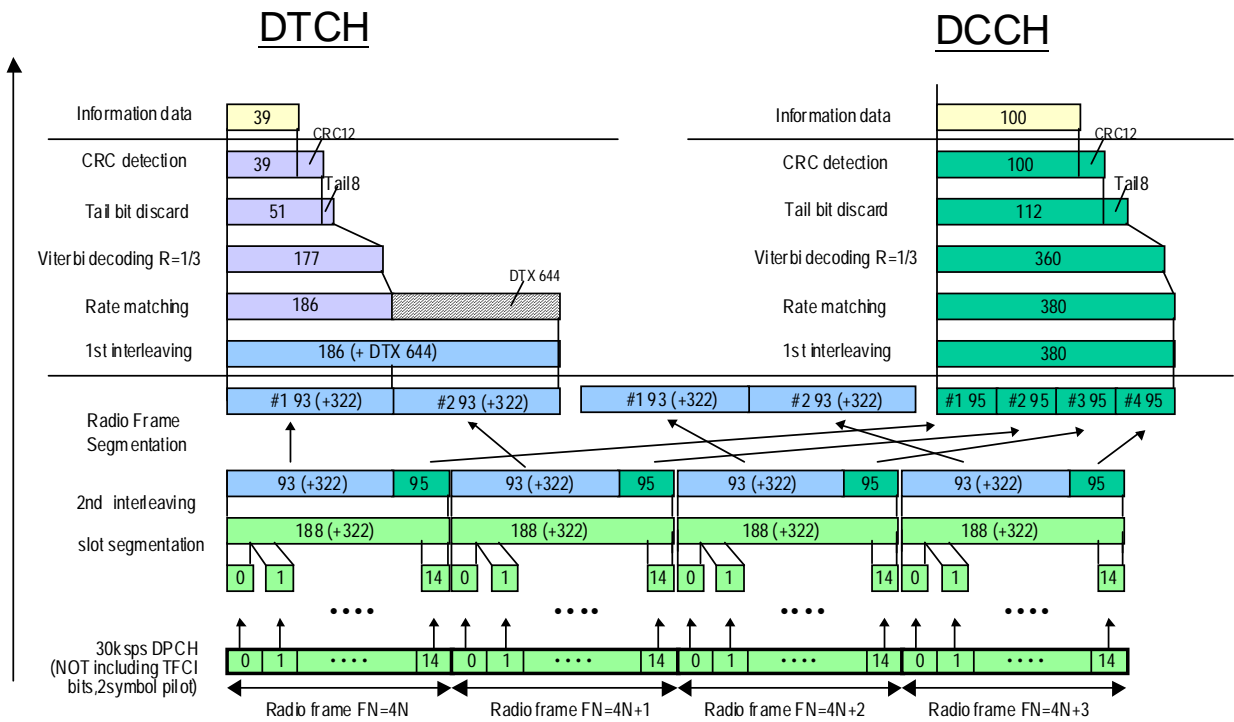 DTCH
DCCH
Information data
39
Information data
100
CRC12
CRC12
CRC detection
39
CRC detection
100
Tail8
Tail8
Tail bit discard
51
Tail bit discard
112
Viterbi decoding R=1/3
177
Viterbi decoding R=1/3
360
DTX 644
Rate matching
186
Rate matching
380
1st interleaving
186 (+ DTX 644)
1st interleaving
380
Radio Frame
Segmentation
#1 93 (+322)
#2 93 (+322)
#1 93 (+322)
#2 93 (+322)
#1 95
#2 95
#3 95
#4 95
2nd interleaving
93 (+322)
95
93 (+322)
95
93 (+322)
95
93 (+322)
95
slot segmentation
188 (+322)
188 (+322)
188 (+322)
188 (+322)
0
1
14
0
1
14
0
1
14
0
1
14
• • • •
• • • •
• • • •
• • • •
30ksps DPCH
(NOT including TFCI
bits,2symbol pilot)
0
1
• • • •
14
0
1
• • • •
14
0
1
• • • •
14
0
1
• • • •
14
Radio frame FN=4N
Radio frame FN=4N+1
Radio frame FN=4N+2
Radio frame FN=4N+3